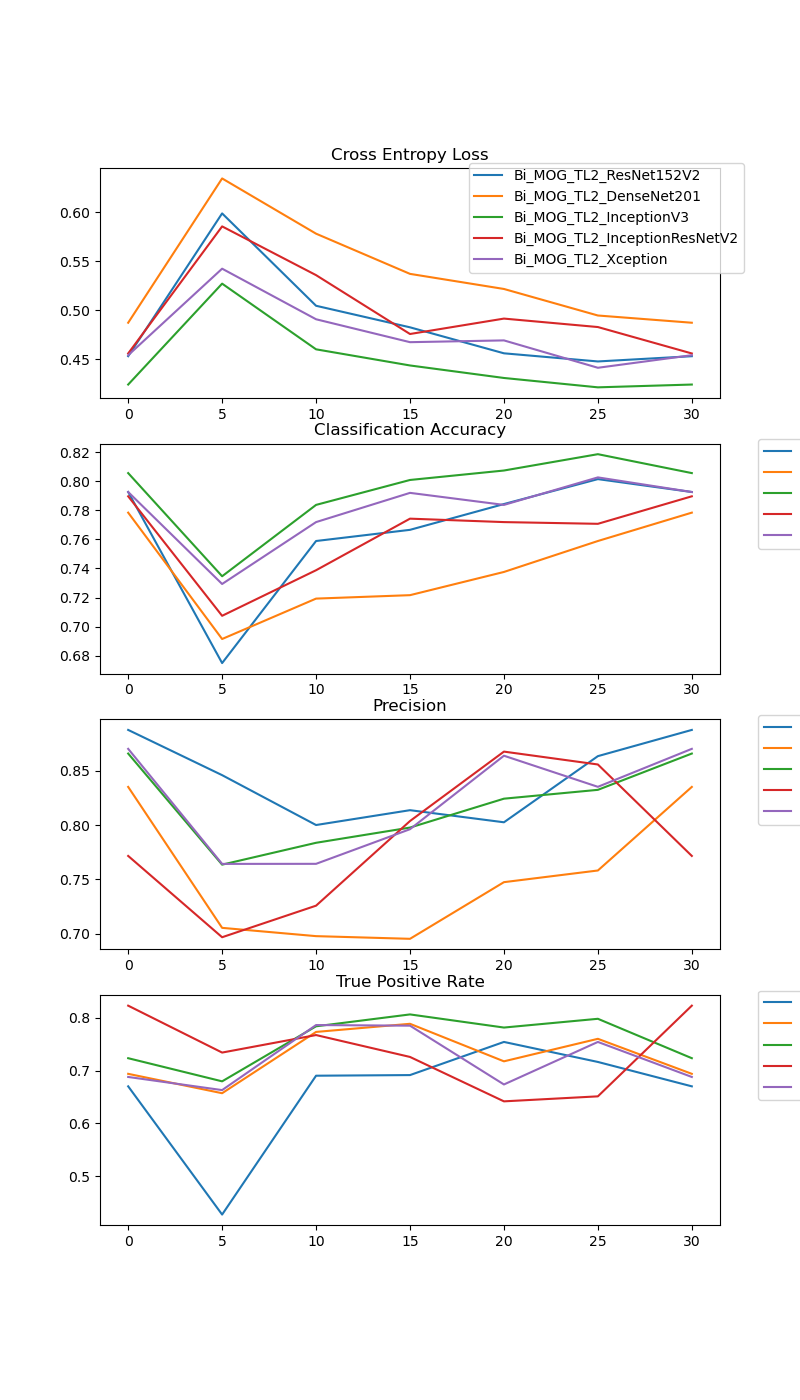 Cross Entropy Loss
Bi_MOG_TL2_ResNet152V2
Bi_MOG_TL2_DenseNet201
Bi_MOG_TL2_InceptionV3
Bi_MOG_TL2_InceptionResNetV2
Bi_MOG_TL2_Xception
0.60
0.55
0.50
0.45
0 5 10 15 20 25 30
Classification Accuracy
0.82
0.80
0.78
0.76
0.74
0.72
0.70
0.68
0 5 10 15 20 25 30
Precision
0.85
0.80
0.75
0.70
0 5 10 15 20 25 30
True Positive Rate
0.8
0.7
0.6
0.5
0 5 10 15 20 25 30